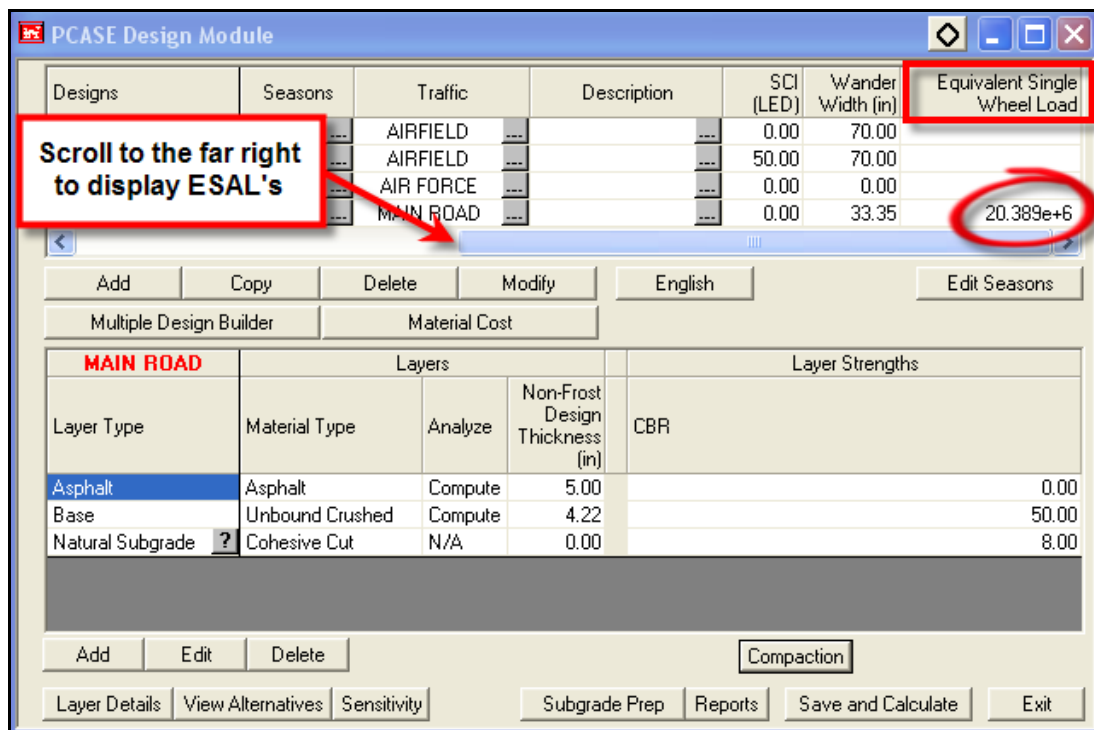 PCASE Design Module
Designs Seasons Traffic Description SCI (LED) Wander Width (in) Equivalent Single Wheel Load
... AIRFIELD ... ... 0.00 70.00
... AIRFIELD ... ... 50.00 70.00
... AIR FORCE ... ... 0.00 0.00
... MAIN ROAD ... ... 0.00 33.35 20.389e+6
Scroll to the far right
to display ESAL's
Add Copy Delete Modify English Edit Seasons
Multiple Design Builder Material Cost
MAIN ROAD Layers Layer Strengths
Layer Type Material Type Analyze Non-Frost Design Thickness (in) CBR
Asphalt Asphalt Compute 5.00 0.00
Base Unbound Crushed Compute 4.22 50.00
Natural Subgrade ? Cohesive Cut N/A 0.00 8.00
Add Edit Delete Compaction
Layer Details View Alternatives Sensitivity Subgrade Prep Reports Save and Calculate Exit